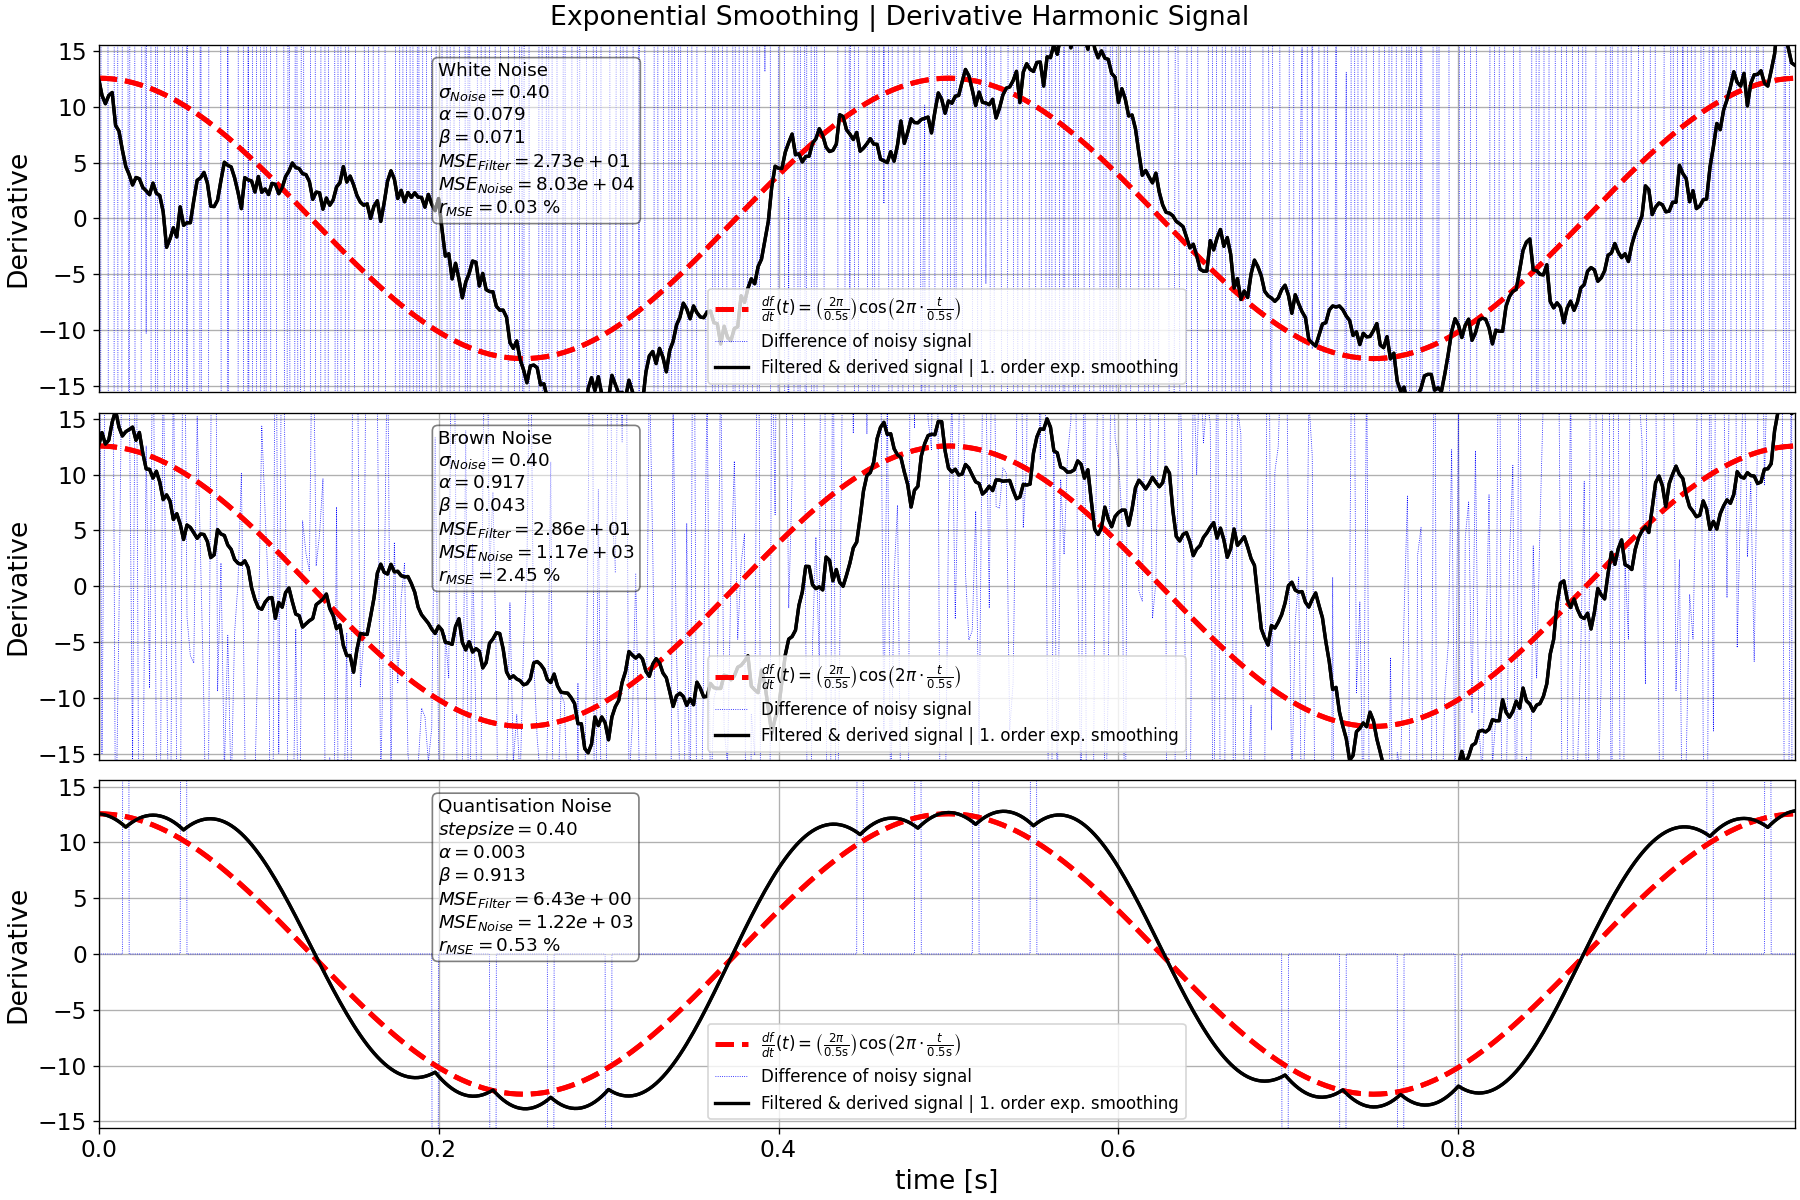 Exponential Smoothing | Derivative Harmonic Signal
15
10
5
0
−5
−10
−15
Derivative
White Noise
σ_Noise = 0.40
α = 0.079
β = 0.071
MSE_Filter = 2.73e + 01
MSE_Noise = 8.03e + 04
r_MSE = 0.03 %
df/dt (t) = (2π/0.5s) cos(2π · t/0.5s)
Difference of noisy signal
Filtered & derived signal | 1. order exp. smoothing
15
10
5
0
−5
−10
−15
Derivative
Brown Noise
σ_Noise = 0.40
α = 0.917
β = 0.043
MSE_Filter = 2.86e + 01
MSE_Noise = 1.17e + 03
r_MSE = 2.45 %
df/dt (t) = (2π/0.5s) cos(2π · t/0.5s)
Difference of noisy signal
Filtered & derived signal | 1. order exp. smoothing
15
10
5
0
−5
−10
−15
Derivative
Quantisation Noise
stepsize = 0.40
α = 0.003
β = 0.913
MSE_Filter = 6.43e + 00
MSE_Noise = 1.22e + 03
r_MSE = 0.53 %
df/dt (t) = (2π/0.5s) cos(2π · t/0.5s)
Difference of noisy signal
Filtered & derived signal | 1. order exp. smoothing
0.0 0.2 0.4 0.6 0.8
time [s]